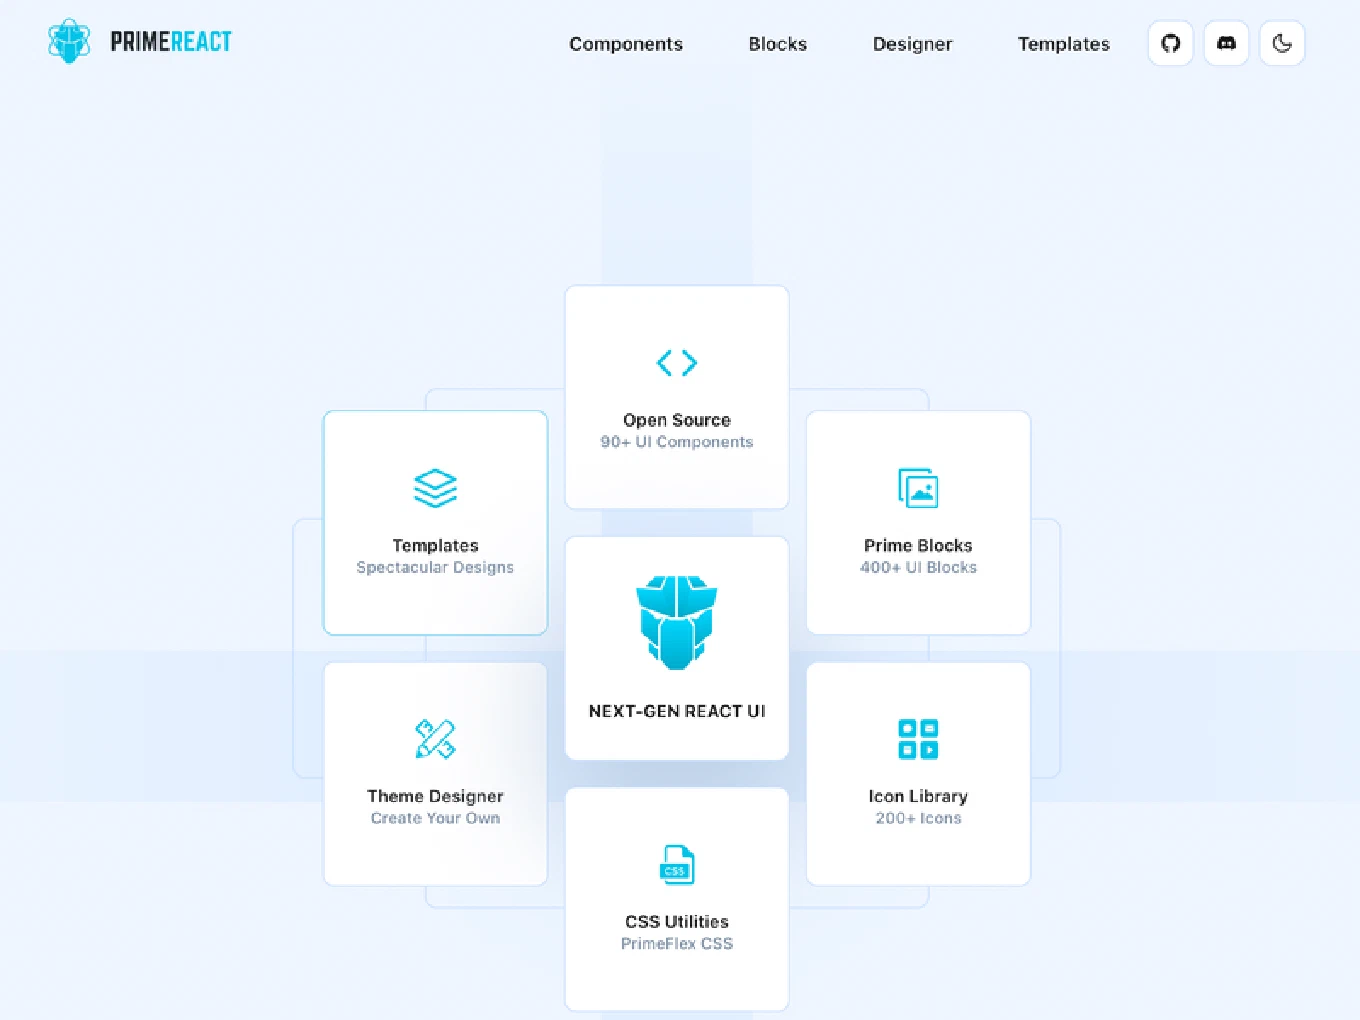 PRIMEREACT
Components
Blocks
Designer
Templates
Open Source
90+ UI Components
Templates
Spectacular Designs
Prime Blocks
400+ UI Blocks
NEXT-GEN REACT UI
Theme Designer
Create Your Own
Icon Library
200+ Icons
CSS
CSS Utilities
PrimeFlex CSS